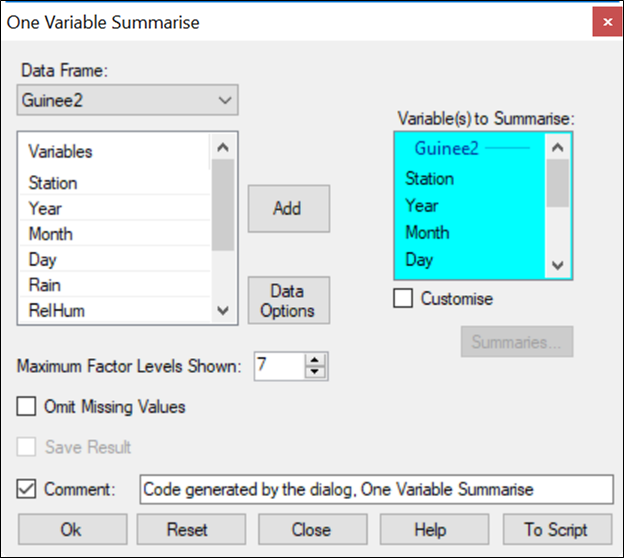 One Variable Summarise
Data Frame:
Guinee2
Variables
Station
Year
Month
Day
Rain
RelHum
Add
Data
Options
Variable(s) to Summarise:
Guinee2
Station
Year
Month
Day
Customise
Summaries...
Maximum Factor Levels Shown: 7
Omit Missing Values
Save Result
Comment: Code generated by the dialog, One Variable Summarise
Ok Reset Close Help To Script